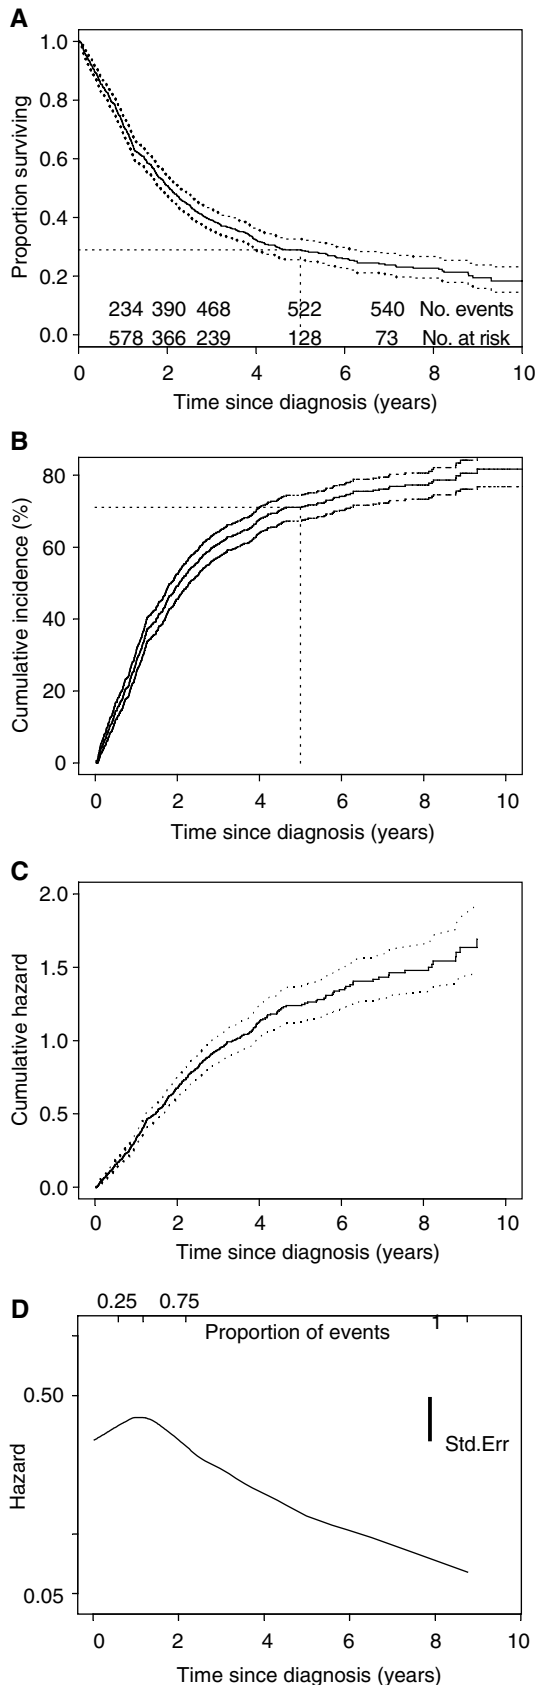 A
Proportion surviving
1.0
0.8
0.6
0.4
0.2
0.0
234 390 468 522 540 No. events
578 366 239 128 73 No. at risk
0 2 4 6 8 10
Time since diagnosis (years)
B
Cumulative incidence (%)
80
60
40
20
0
0 2 4 6 8 10
Time since diagnosis (years)
C
Cumulative hazard
2.0
1.5
1.0
0.5
0.0
0 2 4 6 8 10
Time since diagnosis (years)
D
0.25 0.75
1
Proportion of events
Hazard
0.50
Std.Err
0.05
0 2 4 6 8 10
Time since diagnosis (years)